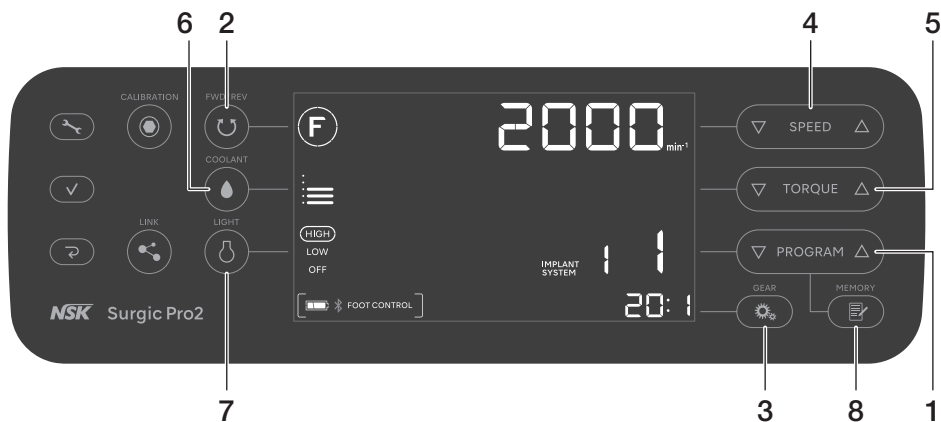 6 2 4 5
CALIBRATION FWD/REV
F 2000 min-1 SPEED
COOLANT
TORQUE
LINK LIGHT
HIGH
LOW
OFF
IMPLANT
SYSTEM
1 1 PROGRAM
GEAR MEMORY
NSK Surgic Pro2
FOOT CONTROL 20:1
7 3 8 1